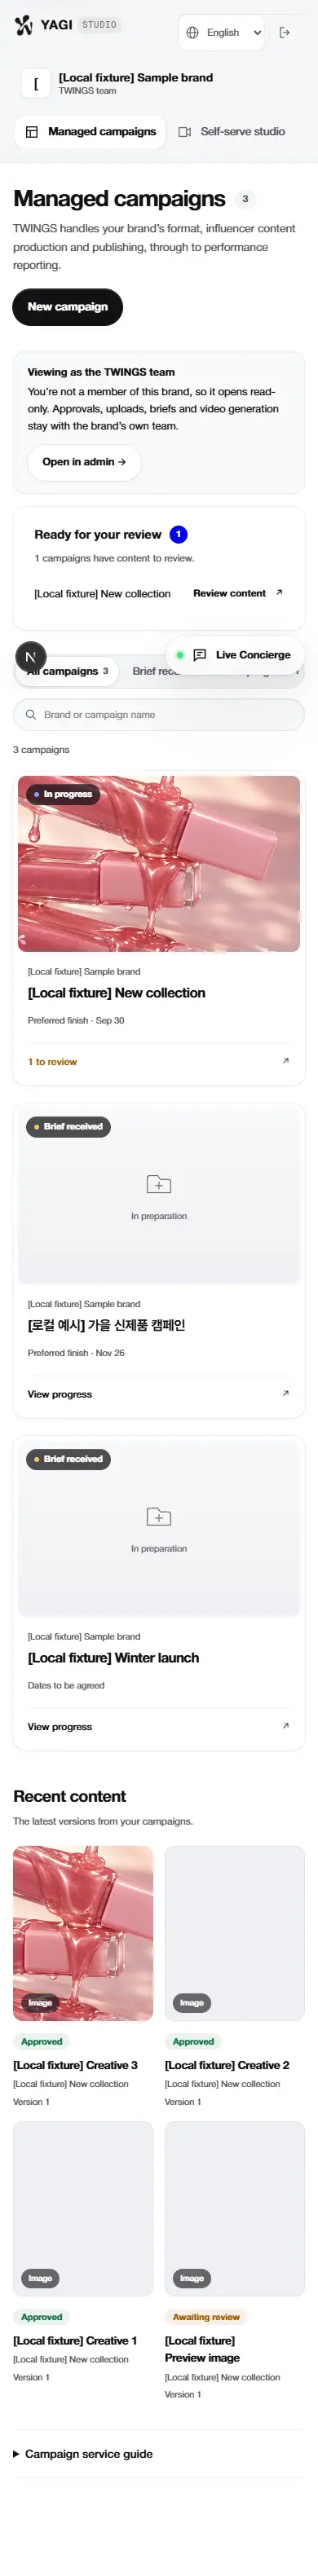 YAGI STUDIO
English
[
[Local fixture] Sample brand
TWINGS team
Managed campaigns
Self-serve studio
Managed campaigns 3
TWINGS handles your brand's format, influencer content
production and publishing, through to performance
reporting.
New campaign
Viewing as the TWINGS team
You're not a member of this brand, so it opens read-
only. Approvals, uploads, briefs and video generation
stay with the brand's own team.
Open in admin →
Ready for your review 1
1 campaigns have content to review.
[Local fixture] New collection
Review content ↗
N
Live Concierge
All campaigns 3
Brief
Brand or campaign name
3 campaigns
In progress
[Local fixture] Sample brand
[Local fixture] New collection
Preferred finish · Sep 30
1 to review ↗
Brief received
In preparation
[Local fixture] Sample brand
[로컬 예시] 가을 신제품 캠페인
Preferred finish · Nov 26
View progress ↗
Brief received
In preparation
[Local fixture] Sample brand
[Local fixture] Winter launch
Dates to be agreed
View progress ↗
Recent content
The latest versions from your campaigns.
Image
Approved
[Local fixture] Creative 3
[Local fixture] New collection
Version 1
Image
Approved
[Local fixture] Creative 2
[Local fixture] New collection
Version 1
Image
Approved
[Local fixture] Creative 1
[Local fixture] New collection
Version 1
Image
Awaiting review
[Local fixture]
Preview image
[Local fixture] New collection
Version 1
Campaign service guide